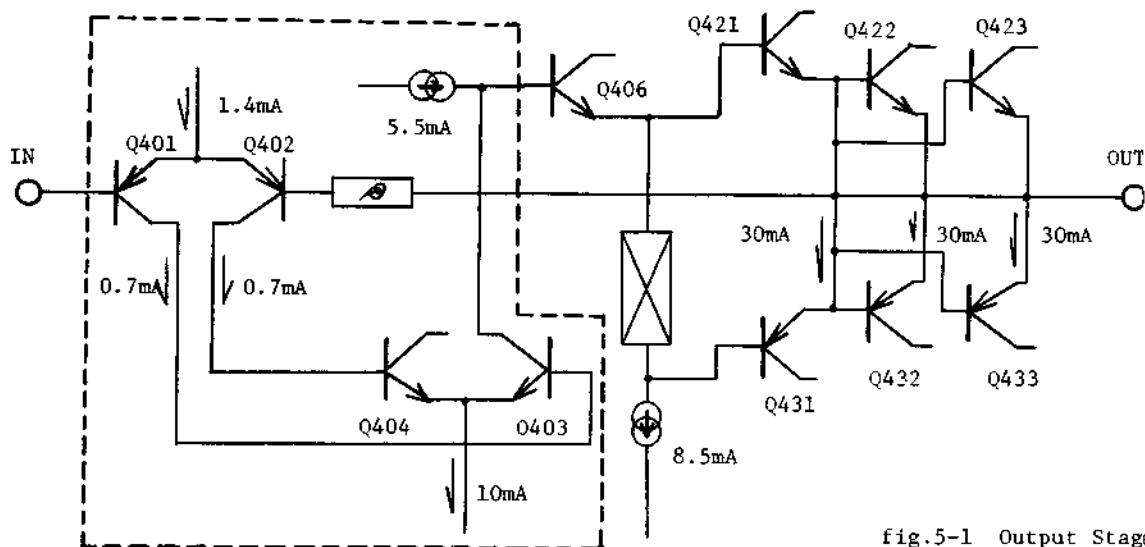 Q421
Q422
Q423
Q406
5.5mA
1.4mA
Q401
Q402
IN
OUT
30mA
30mA
30mA
0.7mA
0.7mA
Q404
Q403
Q431
Q432
Q433
8.5mA
10mA
fig.5-1 Output Stag